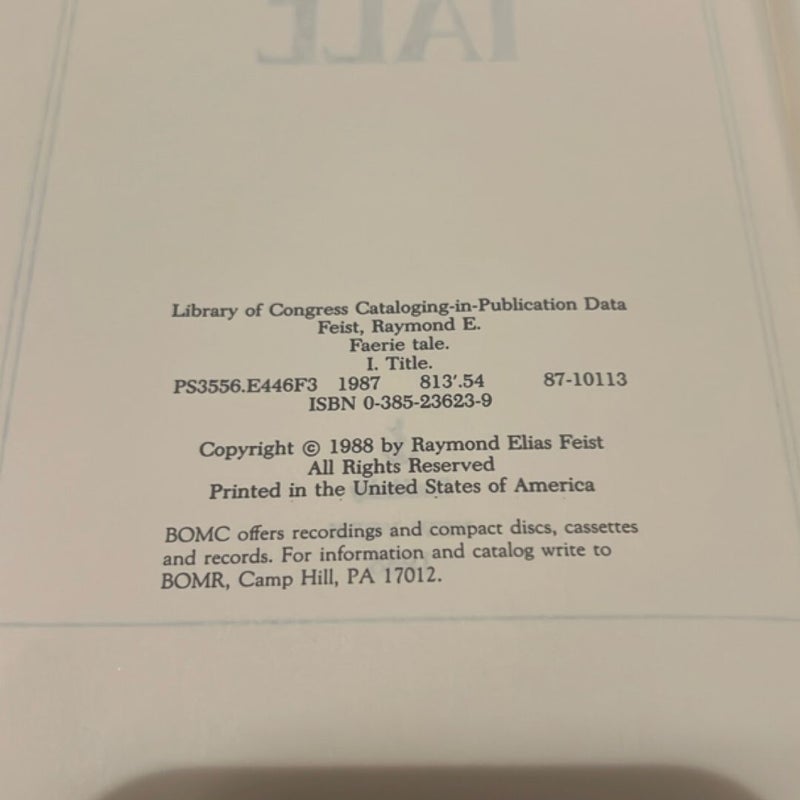 TALE
Library of Congress Cataloging-in-Publication Data
Feist, Raymond E.
Faerie tale.
I. Title.
PS3556.E446F3 1987 813'.54 87-10113
ISBN 0-385-23623-9
Copyright © 1988 by Raymond Elias Feist
All Rights Reserved
Printed in the United States of America
BOMC offers recordings and compact discs, cassettes
and records. For information and catalog write to
BOMR, Camp Hill, PA 17012.